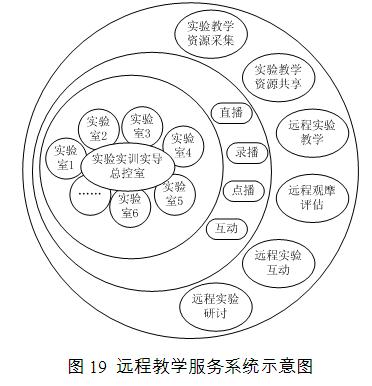 实验教学
资源采集
实验教学
资源共享
直播
远程实验
教学
录播
点播
远程观摩
评估
互动
远程实验
互动
远程实验
研讨
实验
室1
实验
室2
实验
室3
实验
室4
实验实训实导
总控室
实验
室5
实验
室6
……
图 19 远程教学服务系统示意图